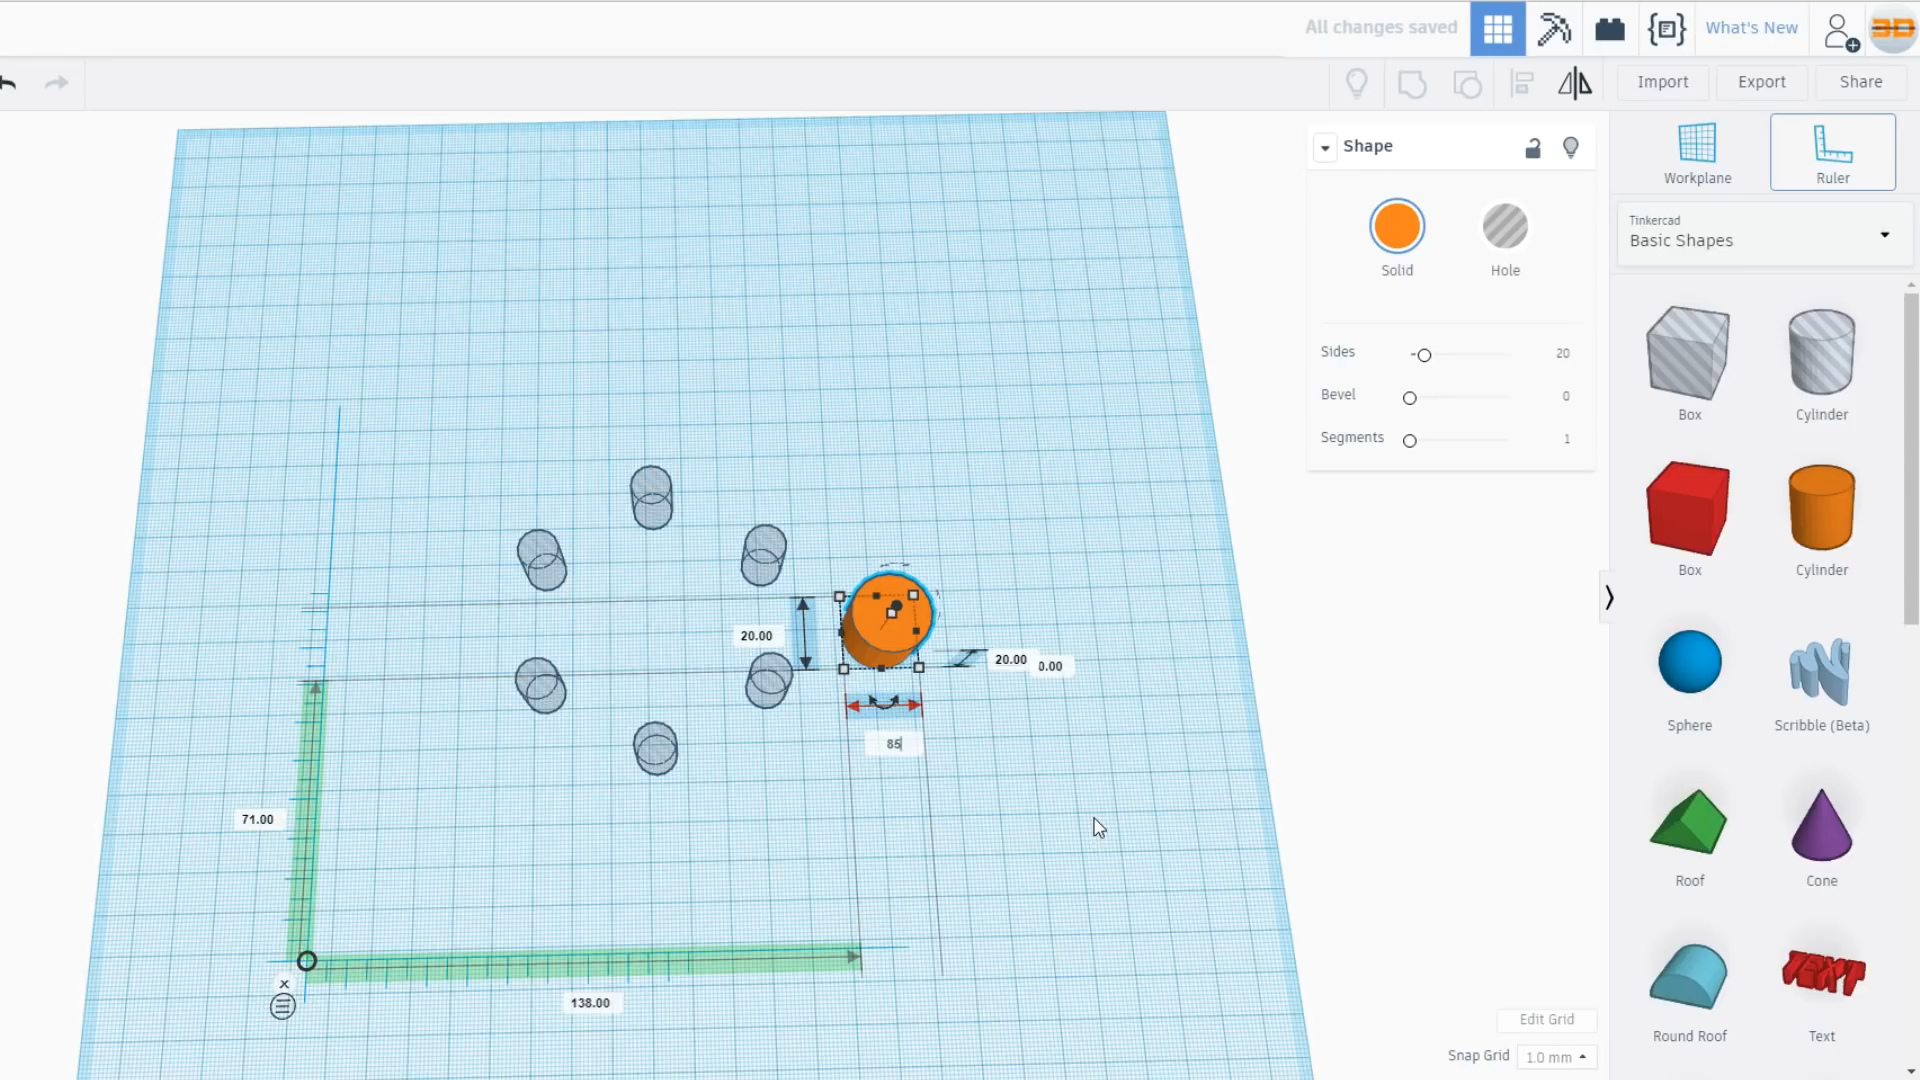 All changes saved
What's New
3D
Import
Export
Share
Shape
Solid
Hole
Sides
20
Bevel
0
Segments
1
Workplane
Ruler
Tinkercad
Basic Shapes
Box
Cylinder
Box
Cylinder
Sphere
Scribble (Beta)
Roof
Cone
TEXT
Round Roof
Text
20.00
20.00
0.00
85
71.00
138.00
x
Edit Grid
Snap Grid
1.0 mm